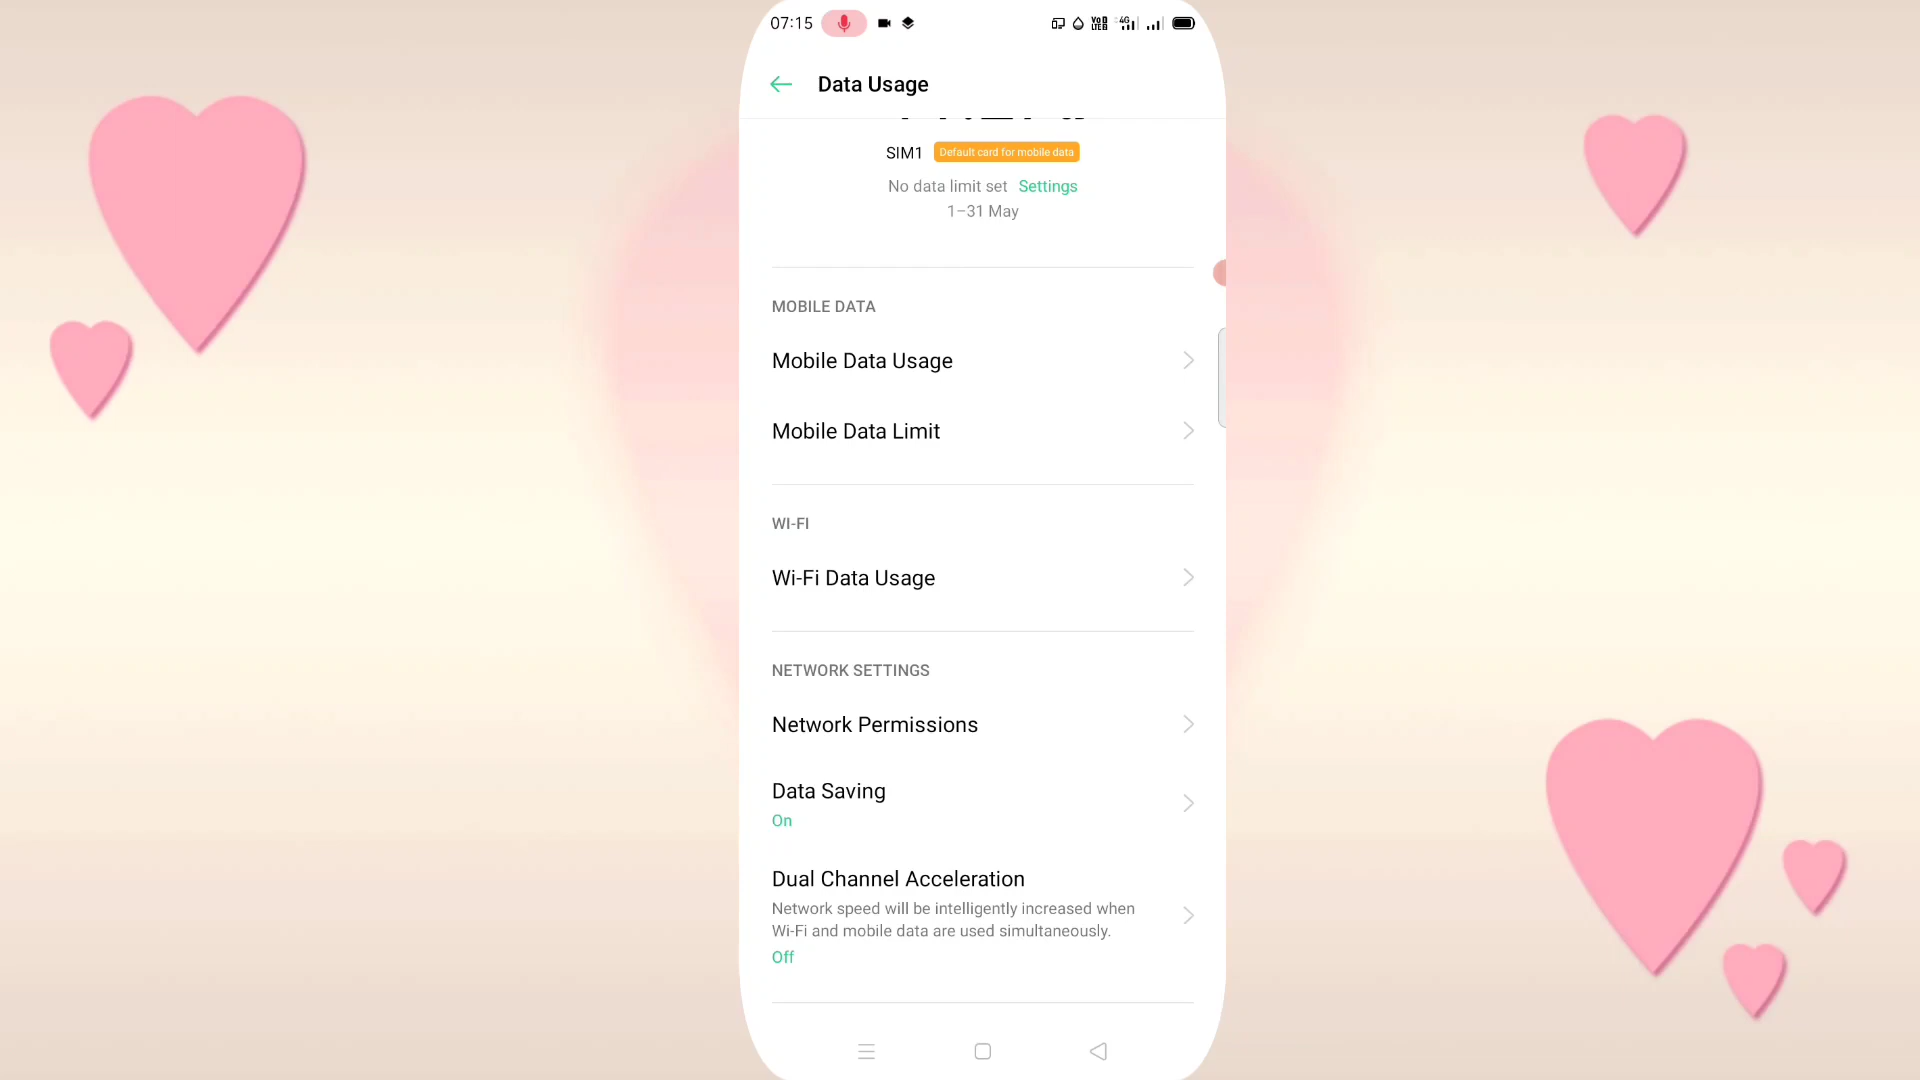 07:15
VoD LTE 4G
Data Usage
SIM1 Default card for mobile data
No data limit set Settings
1–31 May
MOBILE DATA
Mobile Data Usage
Mobile Data Limit
WI-FI
Wi-Fi Data Usage
NETWORK SETTINGS
Network Permissions
Data Saving
On
Dual Channel Acceleration
Network speed will be intelligently increased when
Wi-Fi and mobile data are used simultaneously.
Off